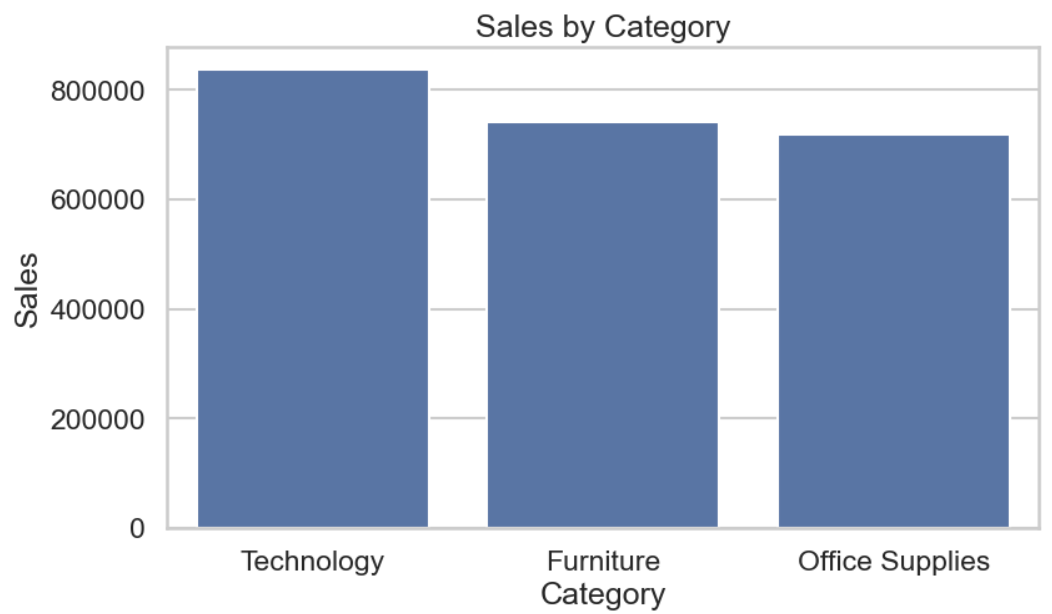 Sales by Category
Sales
800000
600000
400000
200000
0
Technology
Furniture
Office Supplies
Category